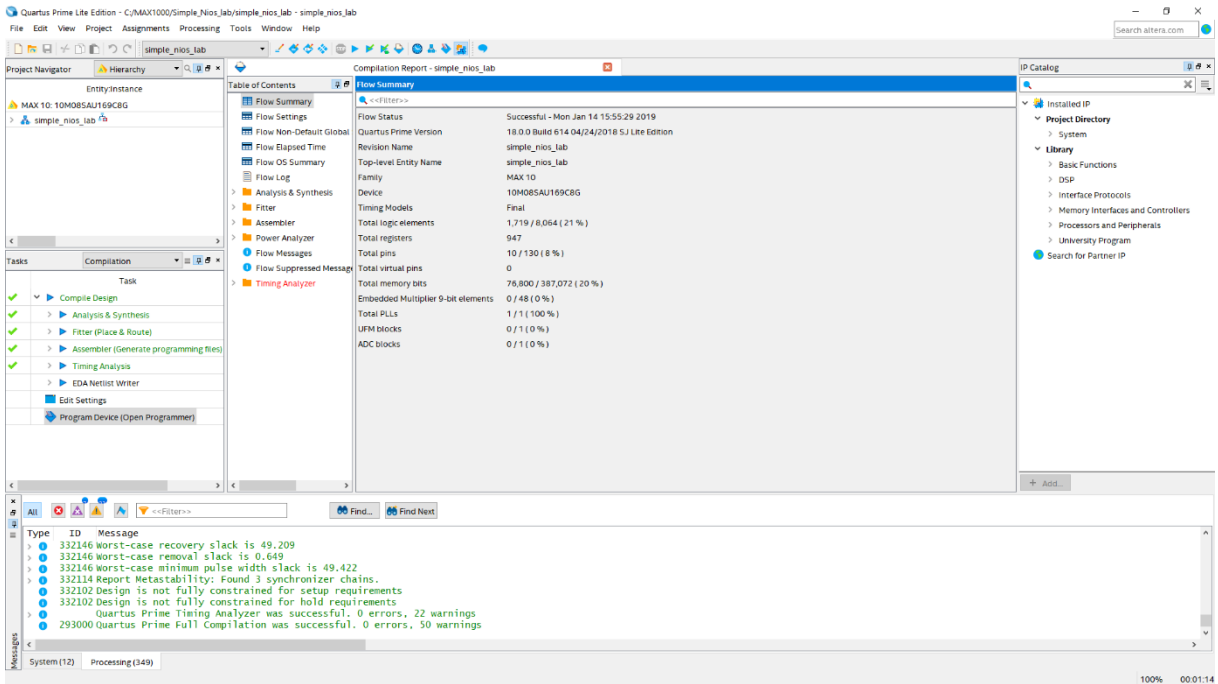 Quartus Prime Lite Edition - C:/MAX1000/Simple_Nios_lab/simple_nios_lab - simple_nios_lab
File Edit View Project Assignments Processing Tools Window Help
Search altera.com
simple_nios_lab
Project Navigator
Hierarchy
Entity:Instance
MAX 10: 10M08SAU169C8G
simple_nios_lab
Tasks
Compilation
Task
Compile Design
Analysis & Synthesis
Fitter (Place & Route)
Assembler (Generate programming files)
Timing Analysis
EDA Netlist Writer
Edit Settings
Program Device (Open Programmer)
Compilation Report - simple_nios_lab
Table of Contents
Flow Summary
Flow Settings
Flow Non-Default Global
Flow Elapsed Time
Flow OS Summary
Flow Log
Analysis & Synthesis
Fitter
Assembler
Power Analyzer
Flow Messages
Flow Suppressed Message
Timing Analyzer
Flow Summary
<<Filter>>
Flow Status Successful - Mon Jan 14 15:55:29 2019
Quartus Prime Version 18.0.0 Build 614 04/24/2018 SJ Lite Edition
Revision Name simple_nios_lab
Top-level Entity Name simple_nios_lab
Family MAX 10
Device 10M08SAU169C8G
Timing Models Final
Total logic elements 1,719 / 8,064 ( 21 % )
Total registers 947
Total pins 10 / 130 ( 8 % )
Total virtual pins 0
Total memory bits 76,800 / 387,072 ( 20 % )
Embedded Multiplier 9-bit elements 0 / 48 ( 0 % )
Total PLLs 1 / 1 ( 100 % )
UFM blocks 0 / 1 ( 0 % )
ADC blocks 0 / 1 ( 0 % )
IP Catalog
Installed IP
Project Directory
System
Library
Basic Functions
DSP
Interface Protocols
Memory Interfaces and Controllers
Processors and Peripherals
University Program
Search for Partner IP
+ Add...
All
<<Filter>>
Find...
Find Next
Type ID Message
332146 Worst-case recovery slack is 49.209
332146 Worst-case removal slack is 0.649
332146 Worst-case minimum pulse width slack is 49.422
332114 Report Metastability: Found 3 synchronizer chains.
332102 Design is not fully constrained for setup requirements
332102 Design is not fully constrained for hold requirements
Quartus Prime Timing Analyzer was successful. 0 errors, 22 warnings
293000 Quartus Prime Full Compilation was successful. 0 errors, 50 warnings
Messages
System (12) Processing (349)
100% 00:01:14